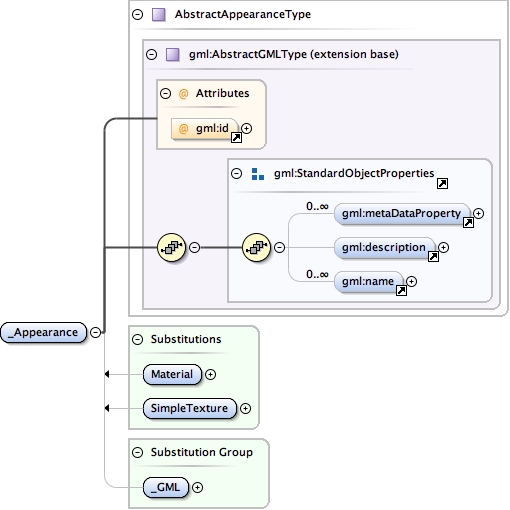 AbstractAppearanceType
gml:AbstractGMLType (extension base)
@ Attributes
@ gml:id
gml:StandardObjectProperties
0..∞
gml:metaDataProperty
gml:description
0..∞
gml:name
_Appearance
Substitutions
Material
SimpleTexture
Substitution Group
_GML